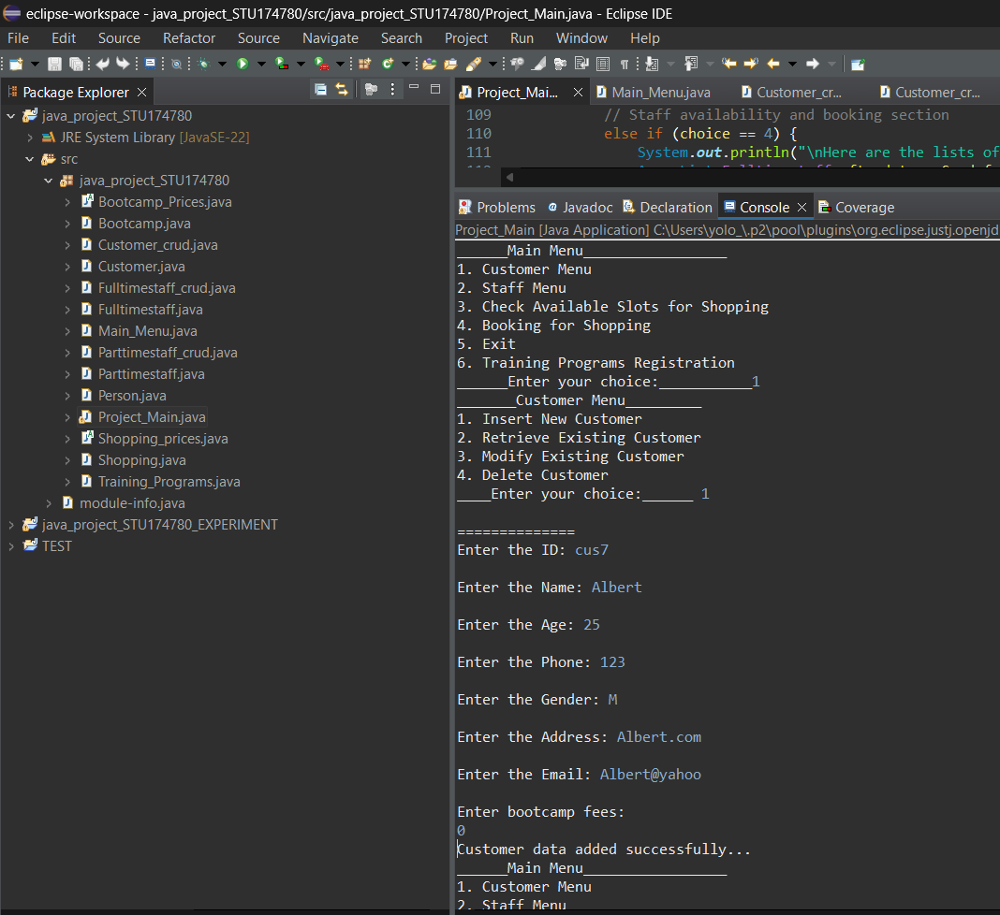 eclipse-workspace - java_project_STU174780/src/java_project_STU174780/Project_Main.java - Eclipse IDE
File Edit Source Refactor Source Navigate Search Project Run Window Help
Package Explorer
java_project_STU174780
JRE System Library [JavaSE-22]
src
java_project_STU174780
Bootcamp_Prices.java
Bootcamp.java
Customer_crud.java
Customer.java
Fulltimestaff_crud.java
Fulltimestaff.java
Main_Menu.java
Parttimestaff_crud.java
Parttimestaff.java
Person.java
Project_Main.java
Shopping_prices.java
Shopping.java
Training_Programs.java
module-info.java
java_project_STU174780_EXPERIMENT
TEST
Project_Mai... Main_Menu.java Customer_cr... Customer_cr...
109 // Staff availability and booking section
110 else if (choice == 4) {
111 System.out.println("\nHere are the lists of
Problems Javadoc Declaration Console Coverage
Project_Main [Java Application] C:\Users\yolo_\.p2\pool\plugins\org.eclipse.justj.openjd
______Main Menu_________________
1. Customer Menu
2. Staff Menu
3. Check Available Slots for Shopping
4. Booking for Shopping
5. Exit
6. Training Programs Registration
______Enter your choice:___________1
_______Customer Menu_________
1. Insert New Customer
2. Retrieve Existing Customer
3. Modify Existing Customer
4. Delete Customer
____Enter your choice:______ 1
==============
Enter the ID: cus7
Enter the Name: Albert
Enter the Age: 25
Enter the Phone: 123
Enter the Gender: M
Enter the Address: Albert.com
Enter the Email: Albert@yahoo
Enter bootcamp fees:
0
Customer data added successfully...
______Main Menu_________________
1. Customer Menu
2. Staff Menu